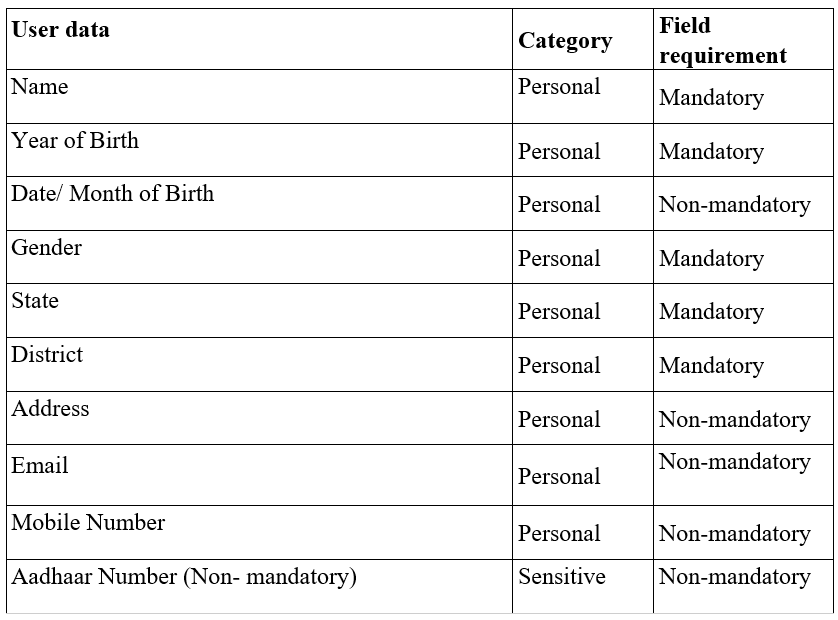 User data Category Field requirement
Name Personal Mandatory
Year of Birth Personal Mandatory
Date/ Month of Birth Personal Non-mandatory
Gender Personal Mandatory
State Personal Mandatory
District Personal Mandatory
Address Personal Non-mandatory
Email Personal Non-mandatory
Mobile Number Personal Non-mandatory
Aadhaar Number (Non- mandatory) Sensitive Non-mandatory